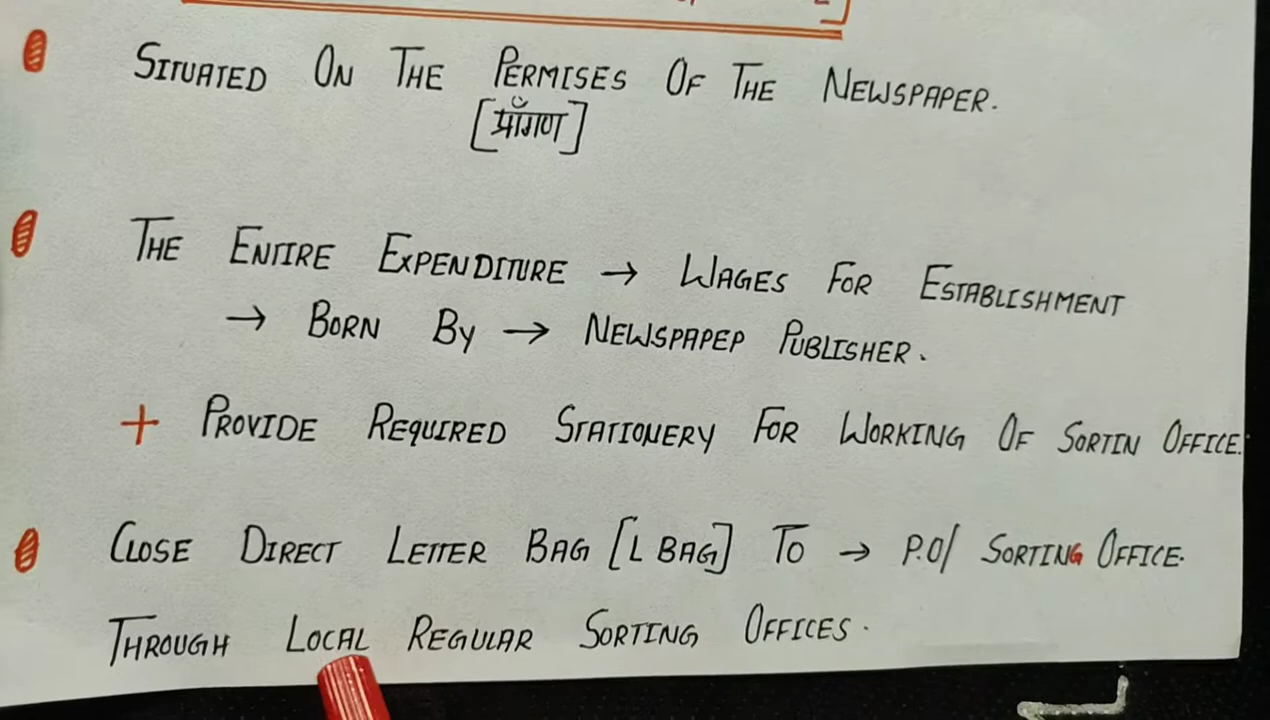 SITUATED ON THE PERMISES OF THE NEWSPAPER.
[प्राँगण]
THE ENTIRE EXPENDITURE → WAGES FOR ESTABLISHMENT
→ BORN BY → NEWSPAPEP PUBLISHER.
+ PROVIDE REQUIRED STATIONERY FOR WORKING OF SORTIN OFFICE.
CLOSE DIRECT LETTER BAG [L BAG] TO → P.O/ SORTING OFFICE.
THROUGH LOCAL REGULAR SORTING OFFICES.